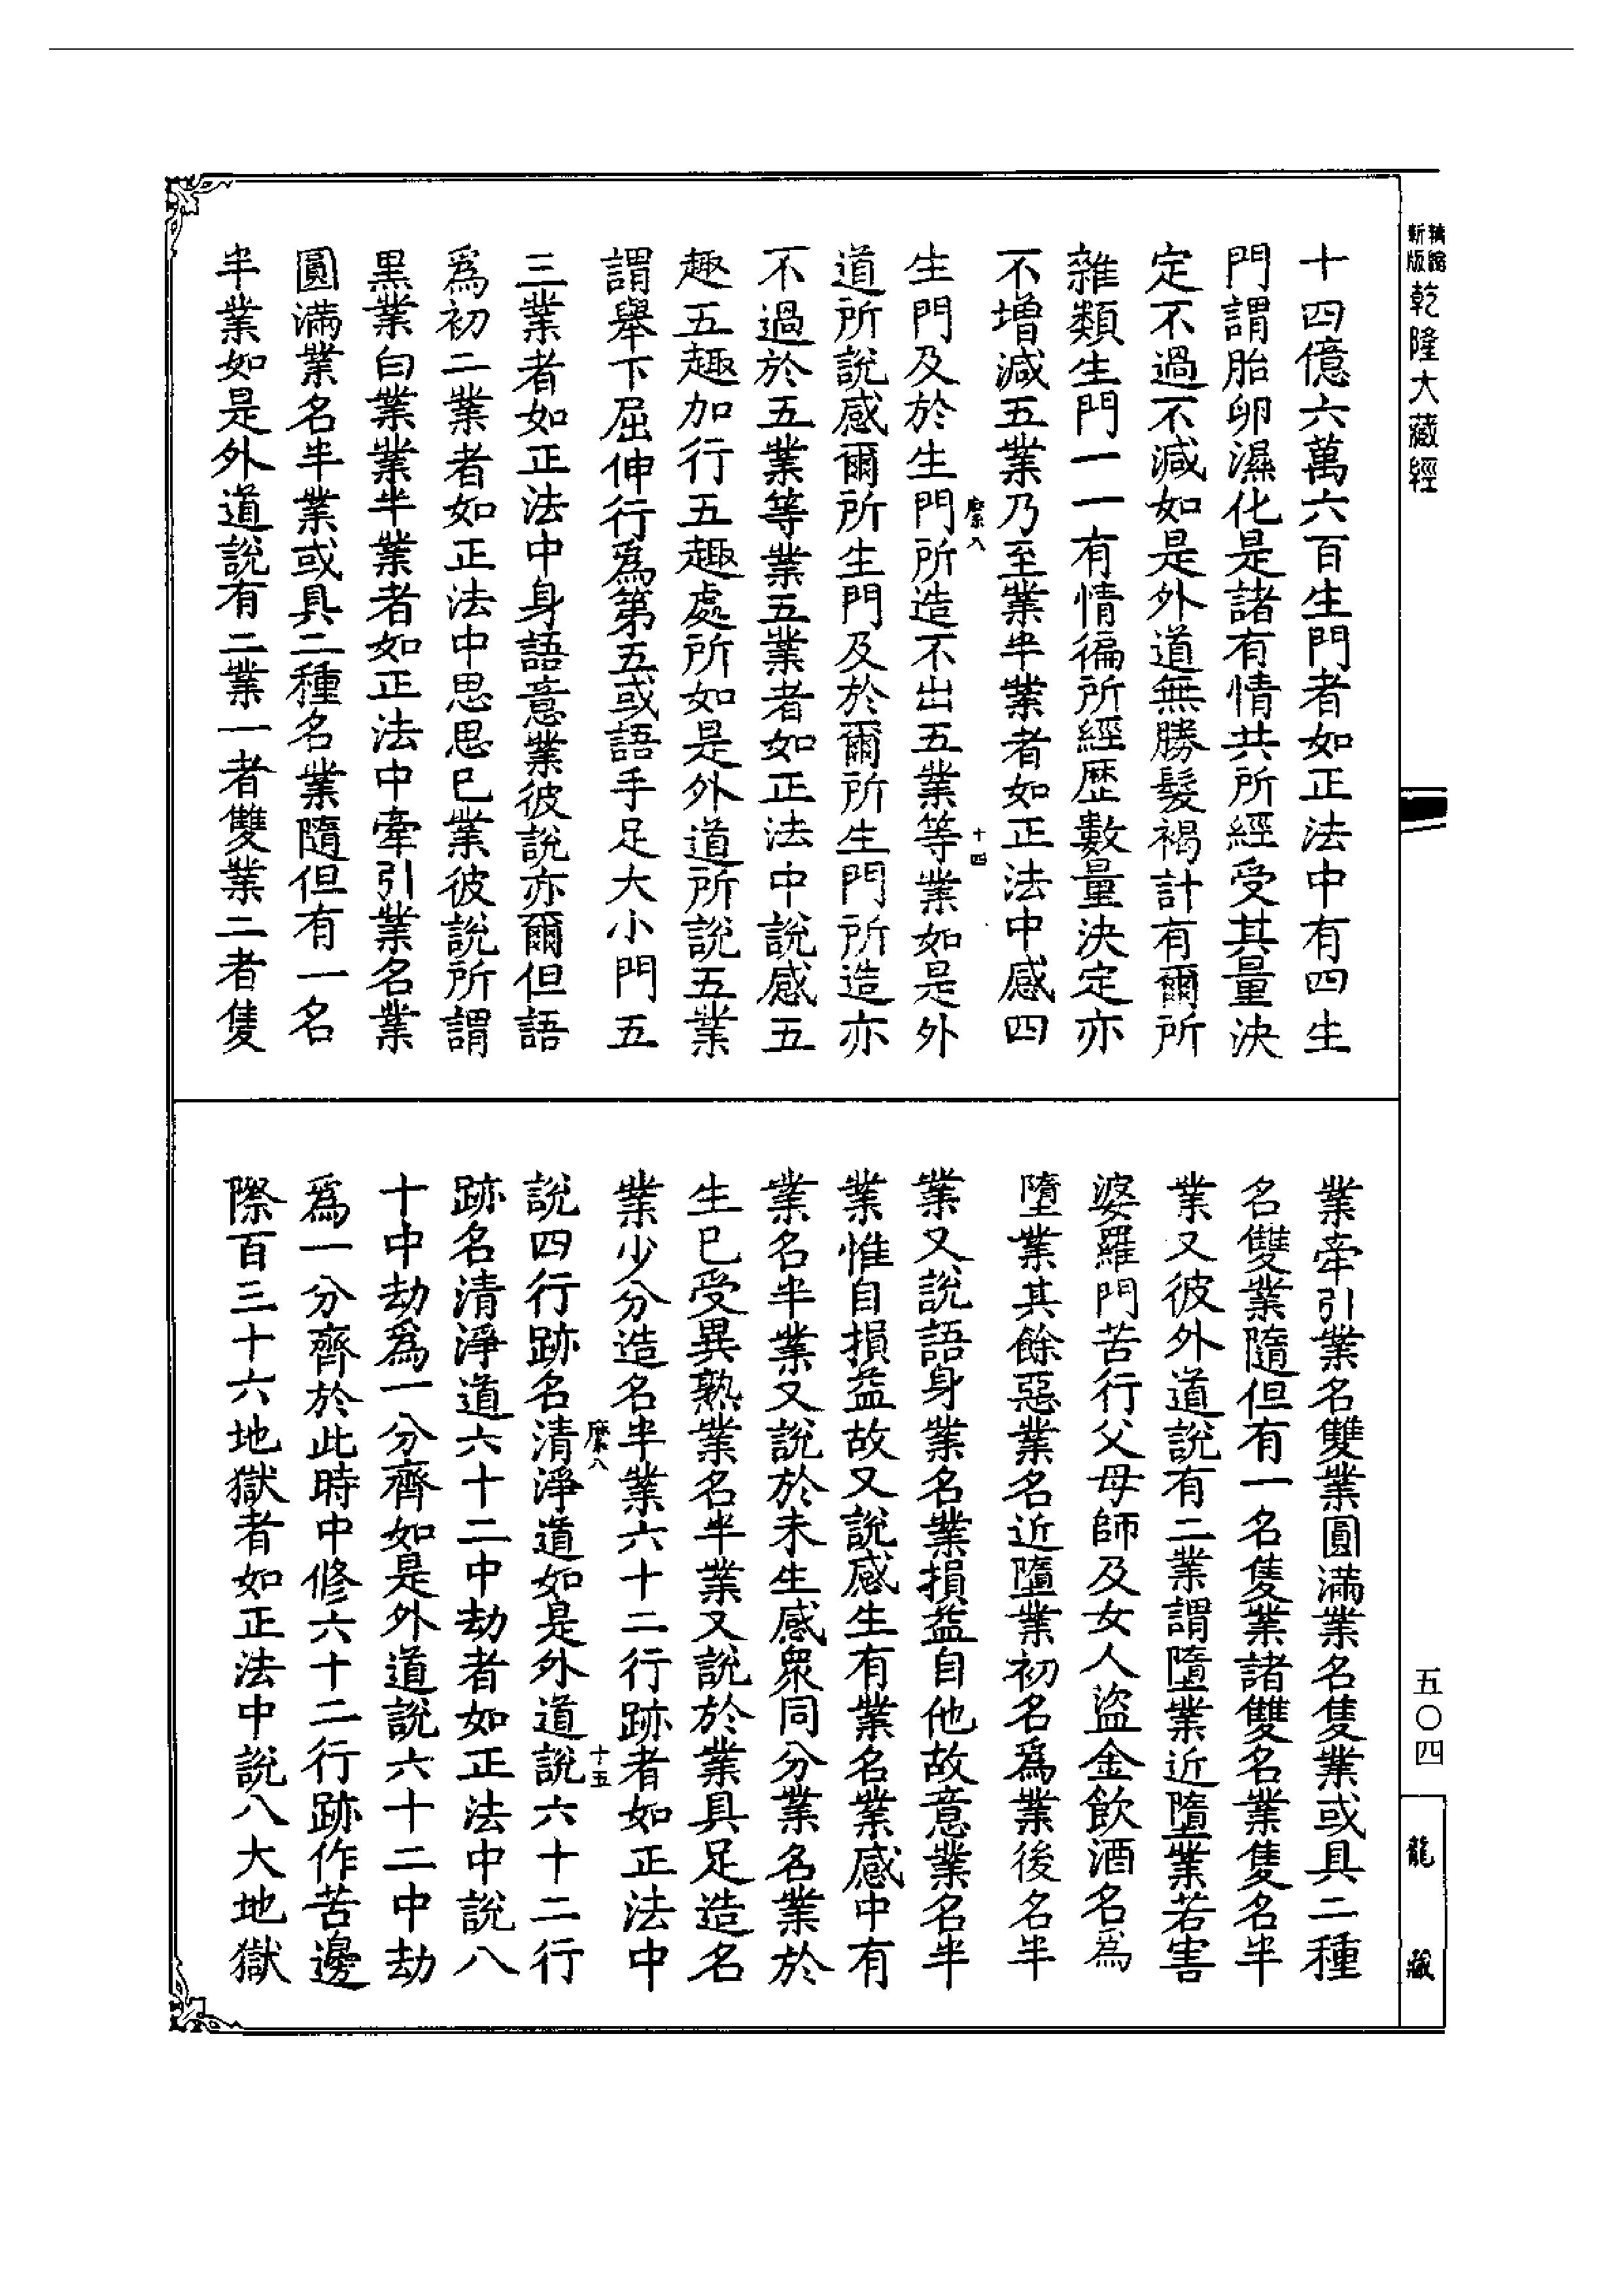 新版
精縮
乾隆大藏經
十四億六萬六百生門者如正法中有四生
門謂胎卵濕化是諸有情共所經受其量決
定不過不減如是外道無勝髮褐計有爾所
雜類生門一一有情徧所經歷數量決定亦
不增減五業乃至業半業者如正法中感四
生門及於生門所造不出五業等業如是外
道所說感爾所生門及於爾所生門所造亦
不過於五業等業五業者如正法中說感五
趣五趣加行五趣處所如是外道所說五業
謂舉下屈伸行為第五或語手足大小門五
三業者如正法中身語意業彼說亦爾但語
為初二業者如正法中思思已業彼說所謂
黑業白業業半業者如正法中牽引業名業
圓滿業名半業或具二種名業隨但有一名
半業如是外道說有二業一者雙業二者隻
十四
業牽引業名雙業圓滿業名隻業或具二種
名雙業隨但有一名隻業諸雙名業隻名半
業又彼外道說有二業謂墮業近墮業若害
婆羅門苦行父母師及女人盜金飲酒名為
墮業其餘惡業名近墮業初名為業後名半
業又說語身業名業損益自他故意業名半
業惟自損益故又說感生有業名業感中有
業名半業又說於未生感眾同分業名業於
生已受異熟業名半業又說於業具足造名
業少分造名半業六十二行跡者如正法中
說四行跡名清淨道如是外道說六十二行
跡名清淨道六十二中劫者如正法中說八
十中劫為一分齊如是外道說六十二中劫
為一分齊於此時中修六十二行跡作苦邊
際百三十六地獄者如正法中說八大地獄
十五
五〇四
龍藏